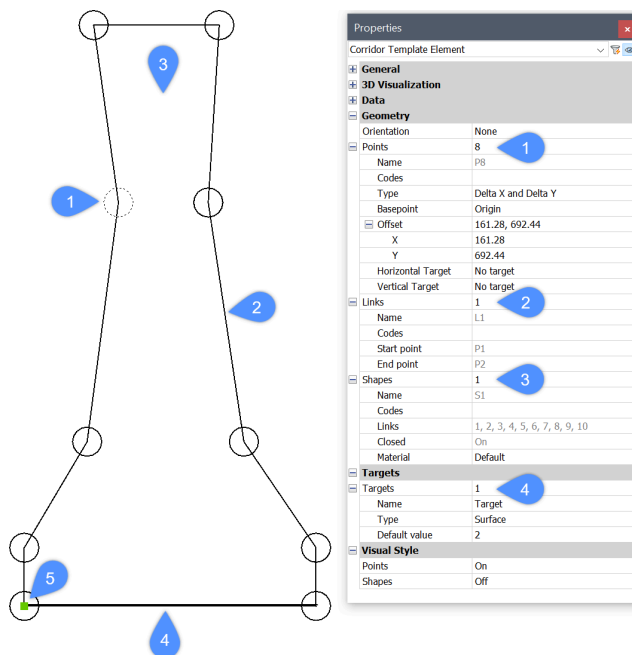 Properties
Corridor Template Element
General
3D Visualization
Data
Geometry
Orientation None
Points 8 1
Name P8
Codes
Type Delta X and Delta Y
Basepoint Origin
Offset 161.28, 692.44
X 161.28
Y 692.44
Horizontal Target No target
Vertical Target No target
Links 1 2
Name L1
Codes
Start point P1
End point P2
Shapes 1 3
Name S1
Codes
Links 1, 2, 3, 4, 5, 6, 7, 8, 9, 10
Closed On
Material Default
Targets
Targets 1 4
Name Target
Type Surface
Default value 2
Visual Style
Points On
Shapes Off
3
1
2
5
4